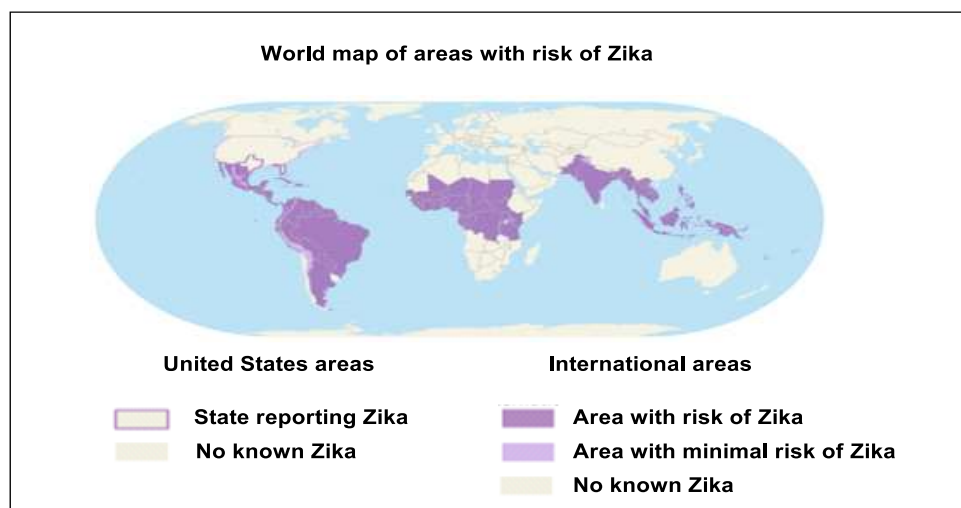 World map of areas with risk of Zika
United States areas
State reporting Zika
No known Zika
International areas
Area with risk of Zika
Area with minimal risk of Zika
No known Zika